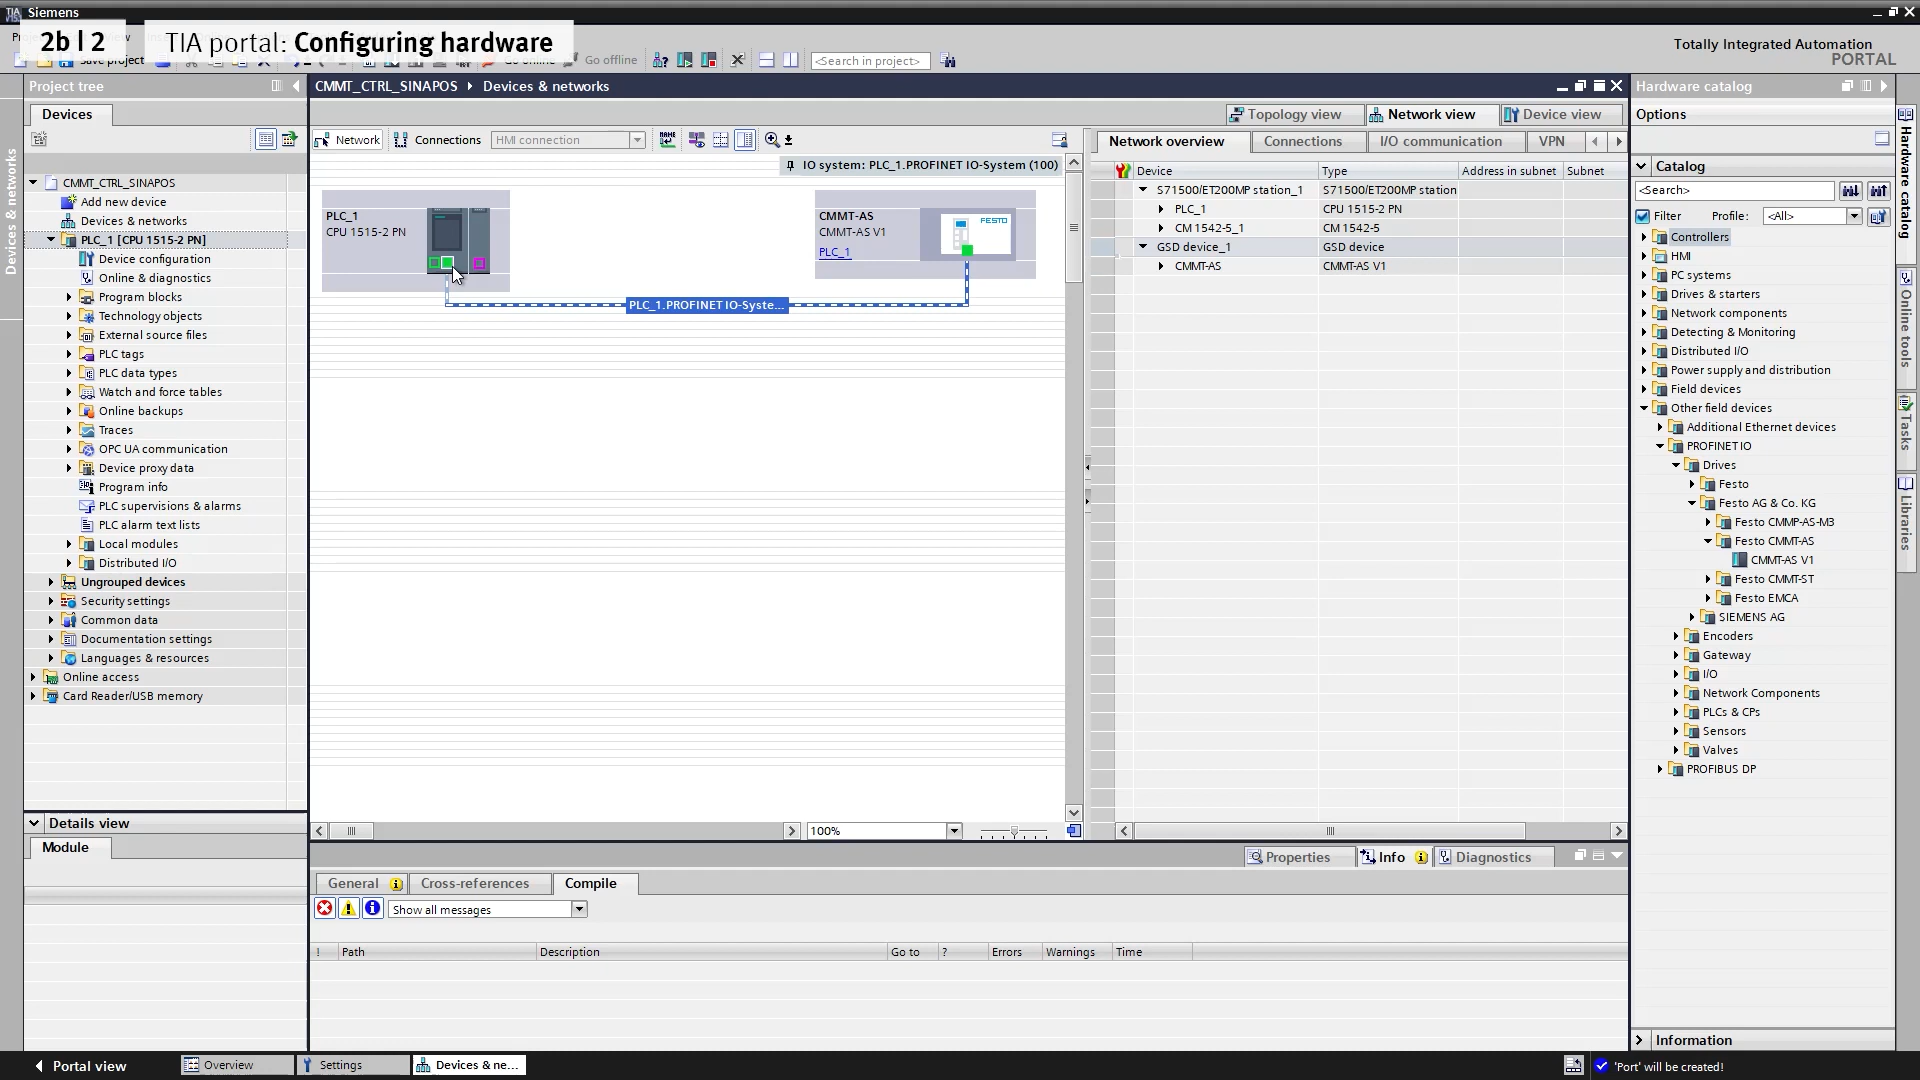 Siemens
2b | 2
TIA portal: Configuring hardware
Save project
Go online
Go offline
<Search in project>
Totally Integrated Automation
PORTAL
Project tree
CMMT_CTRL_SINAPOS
Devices & networks
Hardware catalog
Devices
Topology view
Network view
Device view
Options
Network
Connections
HMI connection
Network overview
Connections
I/O communication
VPN
IO system: PLC_1.PROFINET IO-System (100)
Device
Type
Address in subnet
Subnet
Catalog
<Search>
Filter
Profile:
<All>
CMMT_CTRL_SINAPOS
Add new device
Devices & networks
PLC_1 [CPU 1515-2 PN]
Device configuration
Online & diagnostics
Program blocks
Technology objects
External source files
PLC tags
PLC data types
Watch and force tables
Online backups
Traces
OPC UA communication
Device proxy data
Program info
PLC supervisions & alarms
PLC alarm text lists
Local modules
Distributed I/O
Ungrouped devices
Security settings
Common data
Documentation settings
Languages & resources
Online access
Card Reader/USB memory
Details view
Module
PLC_1
CPU 1515-2 PN
CMMT-AS
CMMT-AS V1
PLC_1
FESTO
PLC_1.PROFINET IO-Syste...
100%
S71500/ET200MP station_1
S71500/ET200MP station
PLC_1
CPU 1515-2 PN
CM 1542-5_1
CM 1542-5
GSD device_1
GSD device
CMMT-AS
CMMT-AS V1
Controllers
HMI
PC systems
Drives & starters
Network components
Detecting & Monitoring
Distributed I/O
Power supply and distribution
Field devices
Other field devices
Additional Ethernet devices
PROFINET IO
Drives
Festo
Festo AG & Co. KG
Festo CMMP-AS-M3
Festo CMMT-AS
CMMT-AS V1
Festo CMMT-ST
Festo EMCA
SIEMENS AG
Encoders
Gateway
I/O
Network Components
PLCs & CPs
Sensors
Valves
PROFIBUS DP
Information
Devices & networks
Hardware catalog
Online tools
Tasks
Libraries
Properties
Info
Diagnostics
General
Cross-references
Compile
Show all messages
!
Path
Description
Go to
?
Errors
Warnings
Time
Portal view
Overview
Settings
Devices & ne...
'Port' will be created!